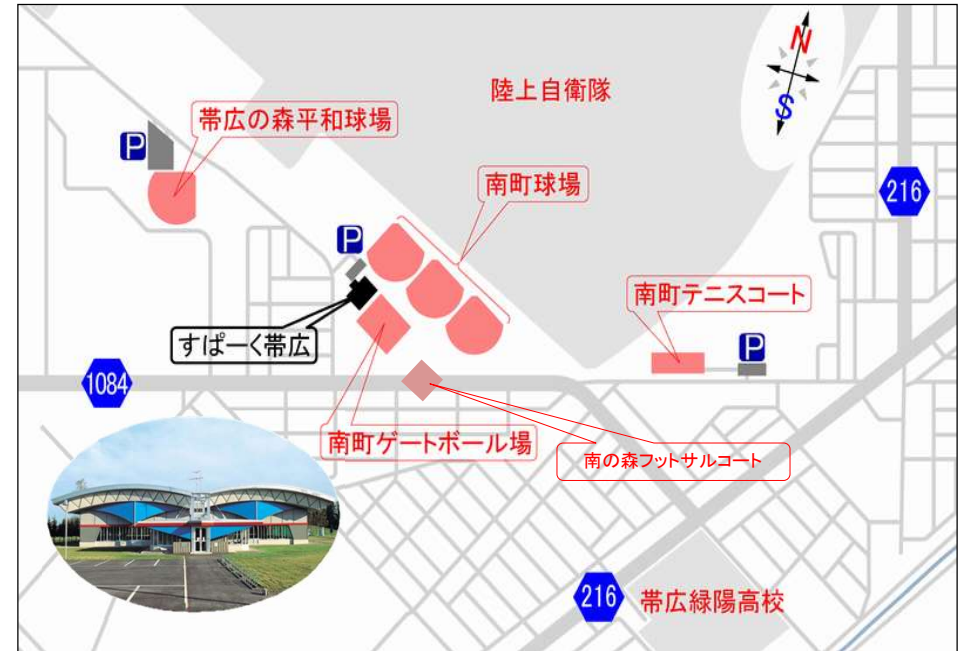 N
陸上自衛隊
S
帯広の森平和球場
P
南町球場
216
P
南町テニスコート
すぱーく帯広
P
1084
南町ゲートボール場
南の森フットサルコート
216
帯広緑陽高校